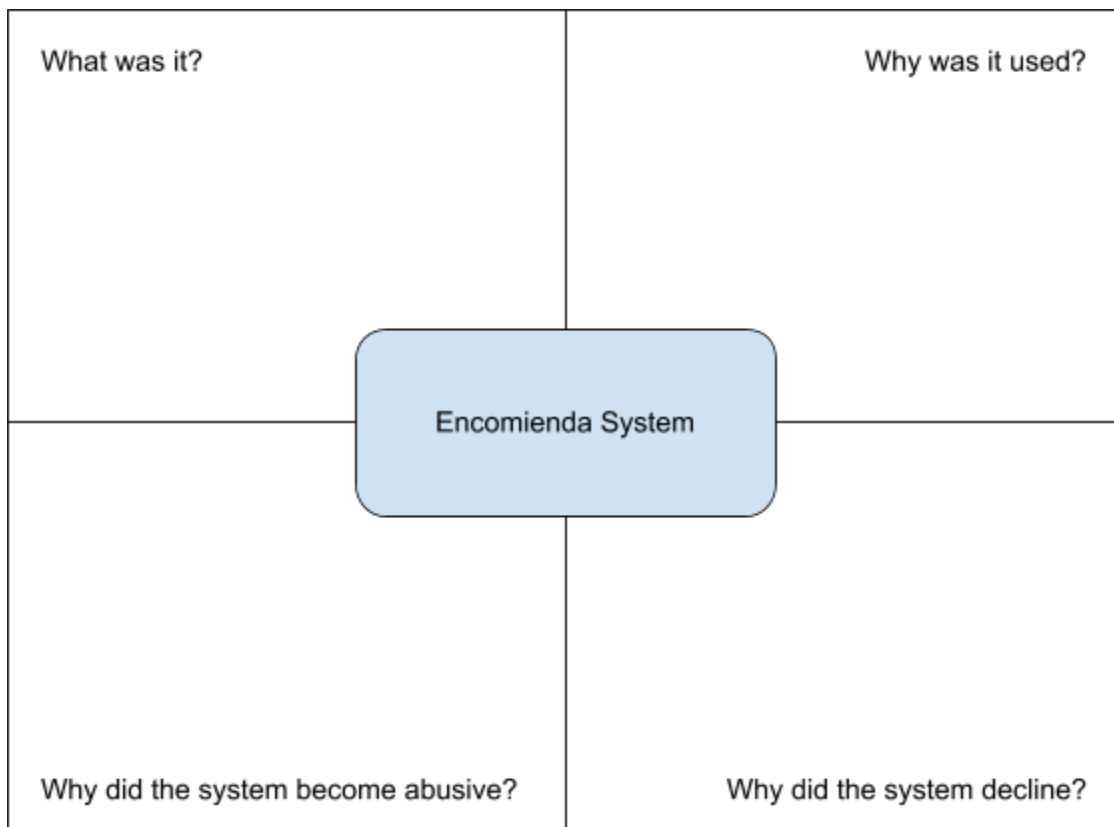 What was it?
Why was it used?
Encomienda System
Why did the system become abusive?
Why did the system decline?